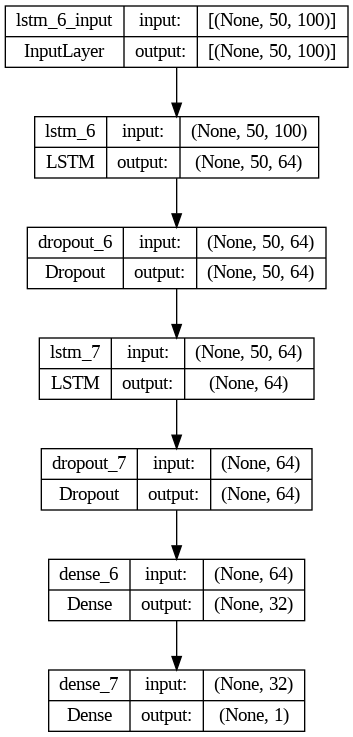 lstm_6_input input: [(None, 50, 100)]
InputLayer output: [(None, 50, 100)]
lstm_6 input: (None, 50, 100)
LSTM output: (None, 50, 64)
dropout_6 input: (None, 50, 64)
Dropout output: (None, 50, 64)
lstm_7 input: (None, 50, 64)
LSTM output: (None, 64)
dropout_7 input: (None, 64)
Dropout output: (None, 64)
dense_6 input: (None, 64)
Dense output: (None, 32)
dense_7 input: (None, 32)
Dense output: (None, 1)